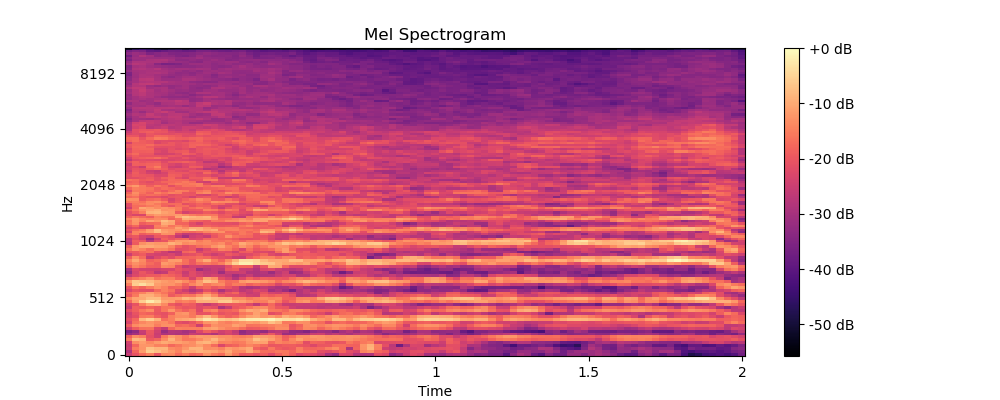 Mel Spectrogram
Hz
8192
4096
2048
1024
512
0
0 0.5 1 1.5 2
Time
+0 dB
-10 dB
-20 dB
-30 dB
-40 dB
-50 dB